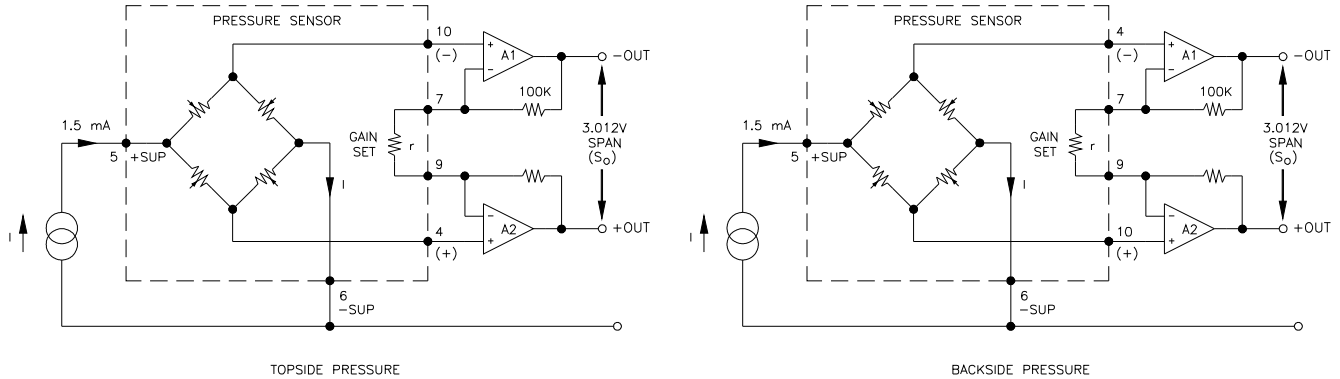 PRESSURE SENSOR
10
(-)
+
A1
-
-OUT
7
100K
1.5 mA
GAIN
SET
r
3.012V
SPAN
(So)
5
+SUP
9
I
I
-
A2
+
+OUT
4
(+)
6
-SUP
TOPSIDE PRESSURE
PRESSURE SENSOR
4
(-)
+
A1
-
-OUT
7
100K
1.5 mA
GAIN
SET
r
3.012V
SPAN
(So)
5
+SUP
9
I
I
-
A2
+
+OUT
10
(+)
6
-SUP
BACKSIDE PRESSURE